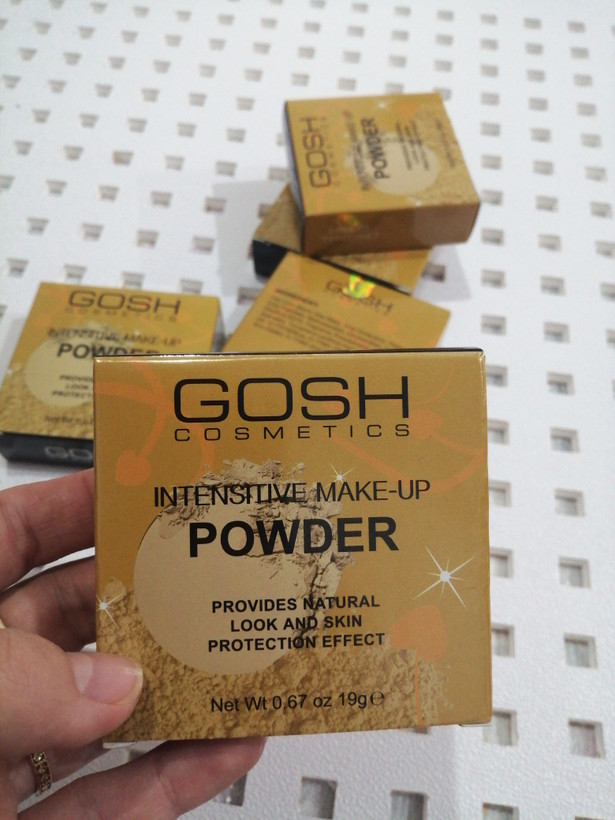 GOSH
COSMETICS
INTENSITIVE MAKE-UP
POWDER
PROVIDES NATURAL
LOOK AND SKIN
PROTECTION EFFECT
Net Wt 0.67 oz 19g℮
GOSH
COSMETICS
INTENSITIVE MAKE-UP
POWDER
GOSH
GOSH
COSMETICS
INTENSITIVE MAKE-UP
POWDER